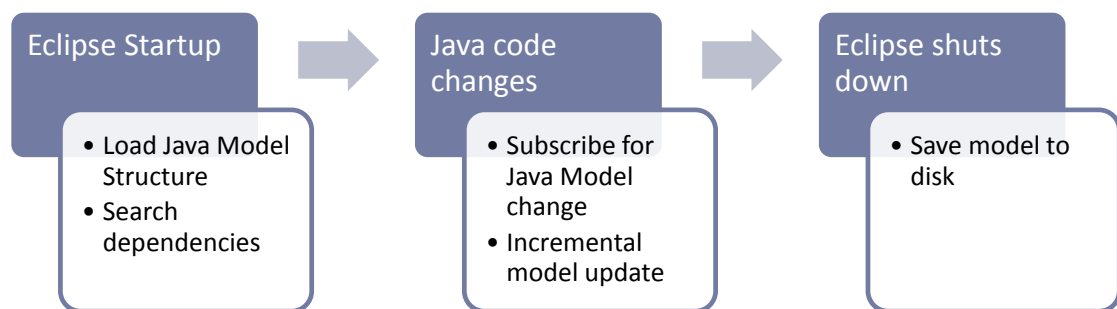 Eclipse Startup
• Load Java Model
Structure
• Search
dependencies
Java code
changes
• Subscribe for
Java Model
change
• Incremental
model update
Eclipse shuts
down
• Save model to
disk